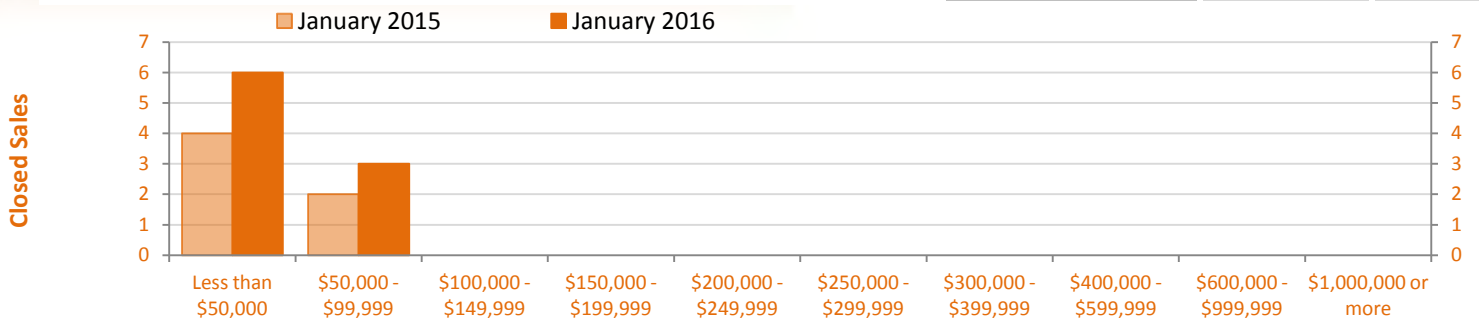 January 2015 January 2016
Closed Sales
7 7
6 6
5 5
4 4
3 3
2 2
1 1
0 0
Less than $50,000 - $100,000 - $150,000 - $200,000 - $250,000 - $300,000 - $400,000 - $600,000 - $1,000,000 or
$50,000 $99,999 $149,999 $199,999 $249,999 $299,999 $399,999 $599,999 $999,999 more